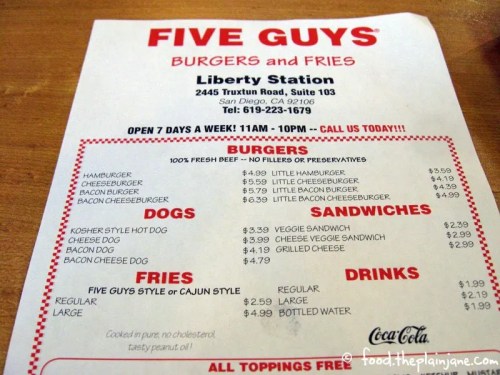 FIVE GUYS®
BURGERS and FRIES
Liberty Station
2445 Truxtun Road, Suite 103
San Diego, CA 92106
Tel: 619-223-1679
OPEN 7 DAYS A WEEK! 11AM - 10PM -- CALL US TODAY!!!
BURGERS
100% FRESH BEEF -- NO FILLERS OR PRESERVATIVES
HAMBURGER $4.99 LITTLE HAMBURGER $3.59
CHEESEBURGER $5.59 LITTLE CHEESEBURGER $4.19
BACON BURGER $5.79 LITTLE BACON BURGER $4.39
BACON CHEESEBURGER $6.39 LITTLE BACON CHEESEBURGER $4.99
DOGS
KOSHER STYLE HOT DOG $3.39
CHEESE DOG $3.99
BACON DOG $4.19
BACON CHEESE DOG $4.79
SANDWICHES
VEGGIE SANDWICH $2.39
CHEESE VEGGIE SANDWICH $2.99
GRILLED CHEESE $2.99
FRIES
FIVE GUYS STYLE or CAJUN STYLE
REGULAR $2.59
LARGE $4.99
Cooked in pure, no cholesterol,
tasty peanut oil!
DRINKS
REGULAR $1.99
LARGE $2.19
BOTTLED WATER $1.99
Coca-Cola
ALL TOPPINGS FREE
© food.theplainjane.com